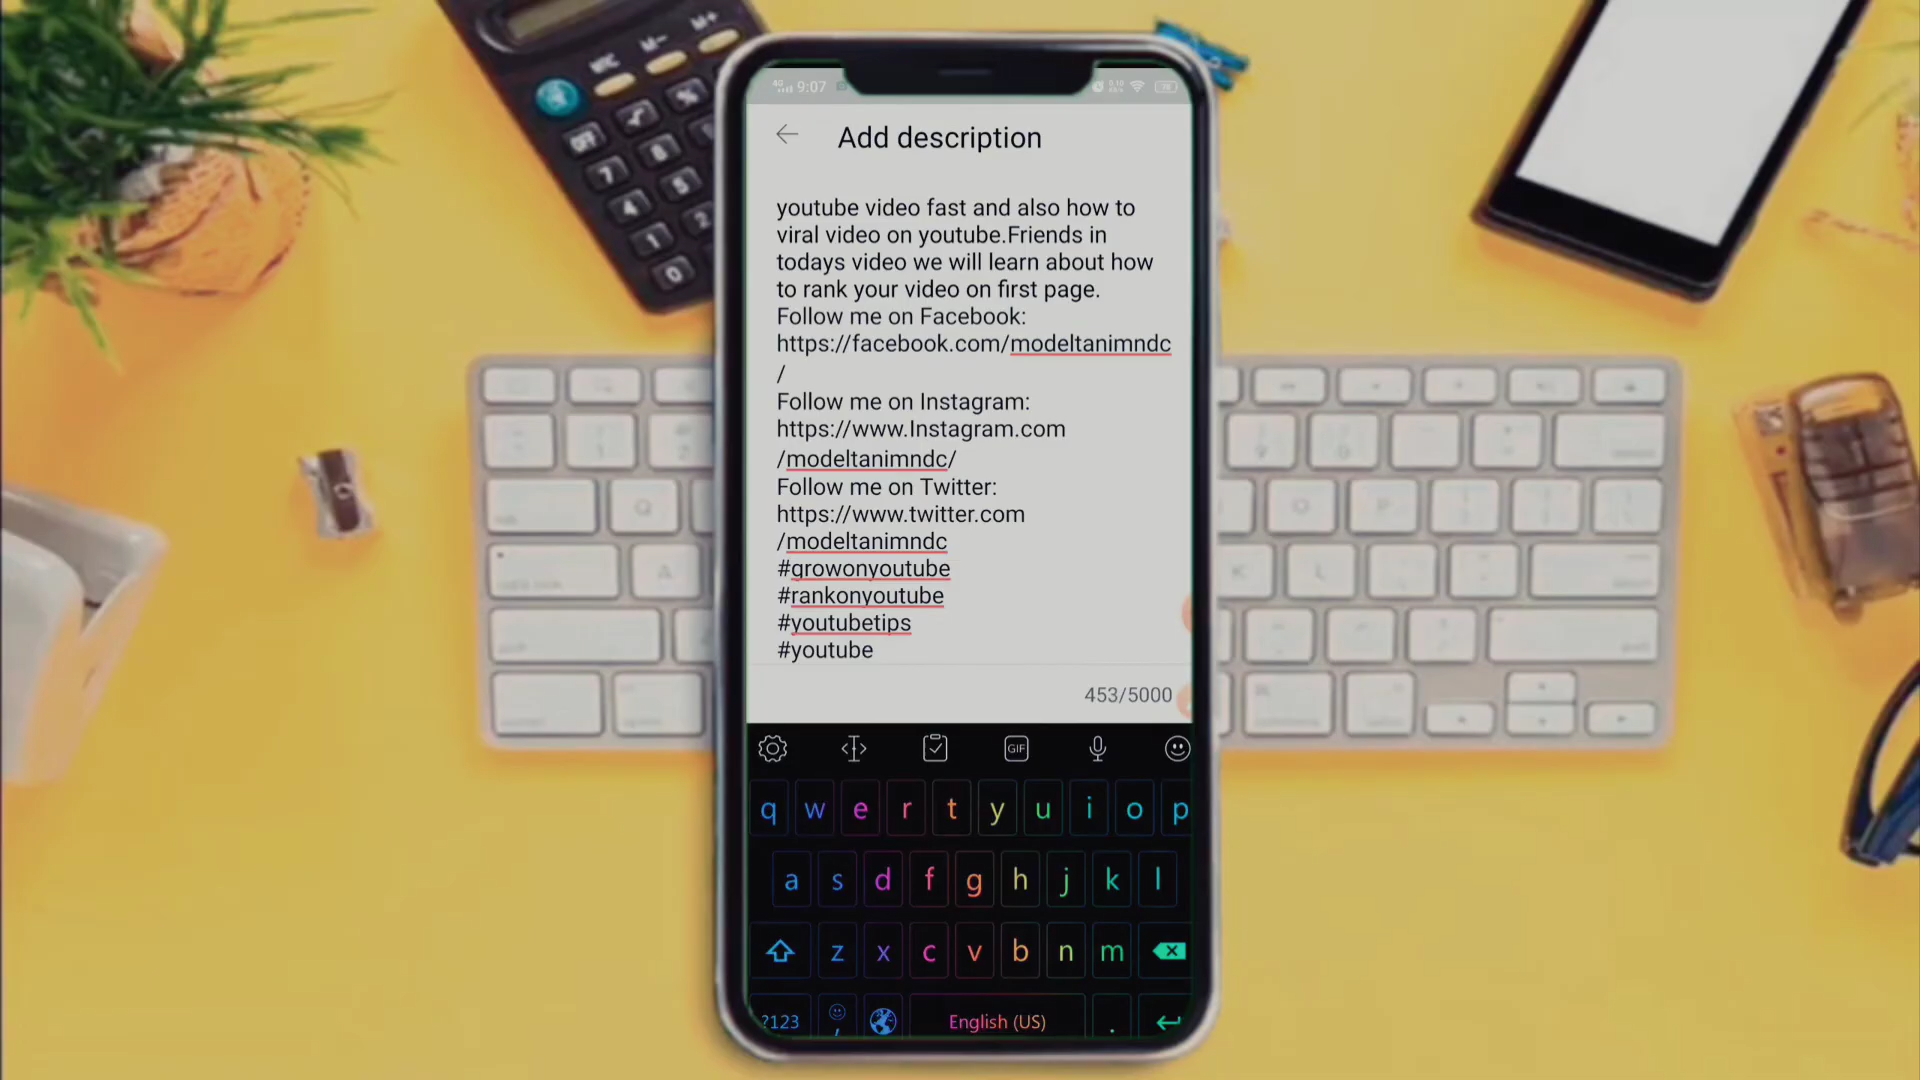 9:07
Add description
youtube video fast and also how to
viral video on youtube.Friends in
todays video we will learn about how
to rank your video on first page.
Follow me on Facebook:
https://facebook.com/modeltanimndc
/
Follow me on Instagram:
https://www.Instagram.com
/modeltanimndc/
Follow me on Twitter:
https://www.twitter.com
/modeltanimndc
#growonyoutube
#rankonyoutube
#youtubetips
#youtube
453/5000
GIF
q w e r t y u i o p
a s d f g h j k l
z x c v b n m
?123 , English (US) .